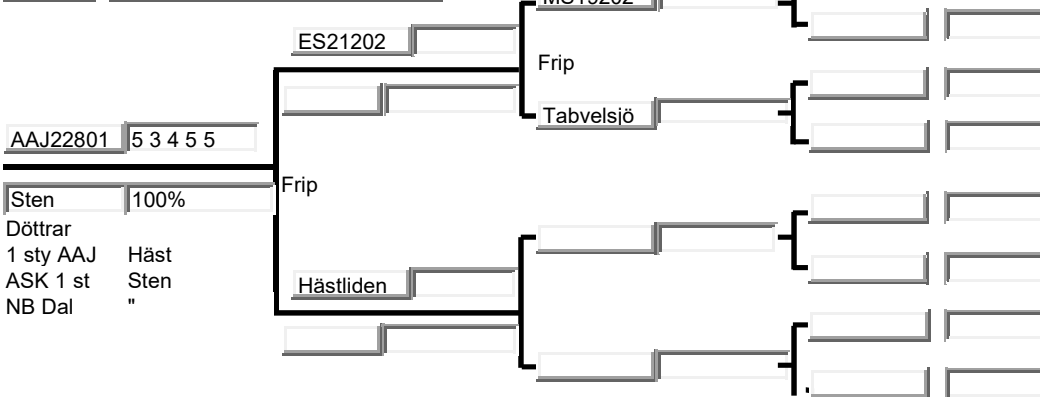 ES21202
Frip
Tabvelsjö
AAJ22801 5 3 4 5 5
Frip
Sten 100%
Döttrar
1 sty AAJ Häst
ASK 1 st Sten
NB Dal "
Hästliden